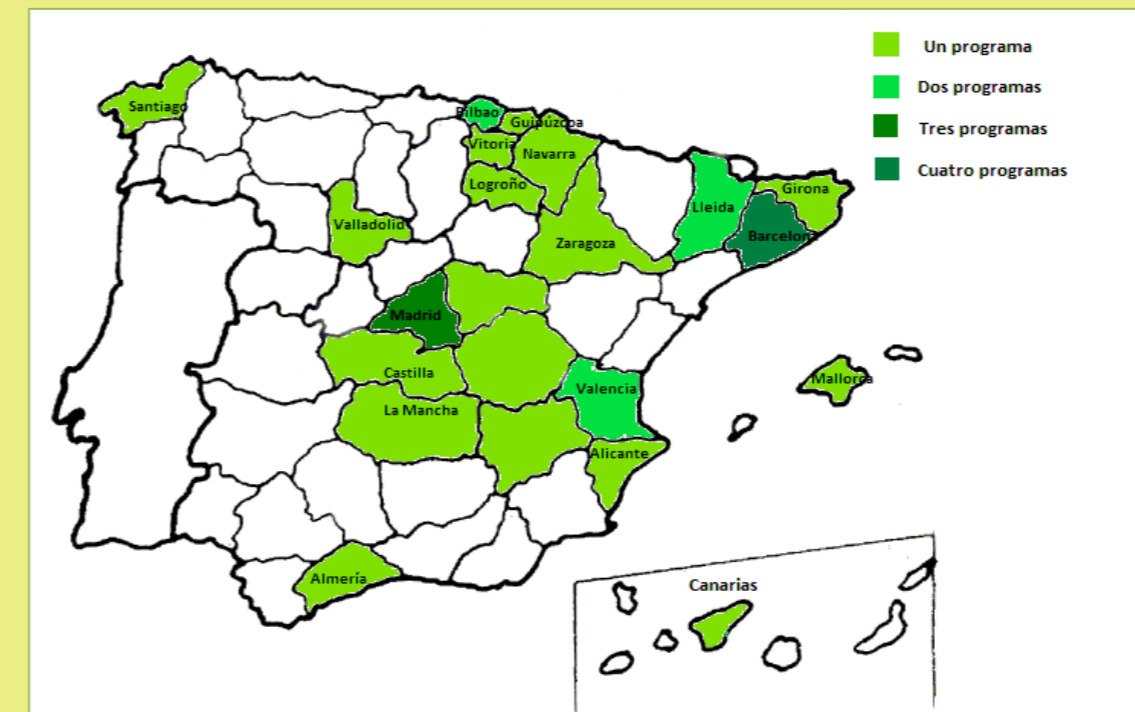 Un programa
Dos programas
Tres programas
Cuatro programas
Santiago
Bilbao
Guipúzcoa
Vitoria
Navarra
Logroño
Girona
Lleida
Valladolid
Barcelona
Zaragoza
Madrid
Castilla
Mallorca
Valencia
La Mancha
Alicante
Almería
Canarias